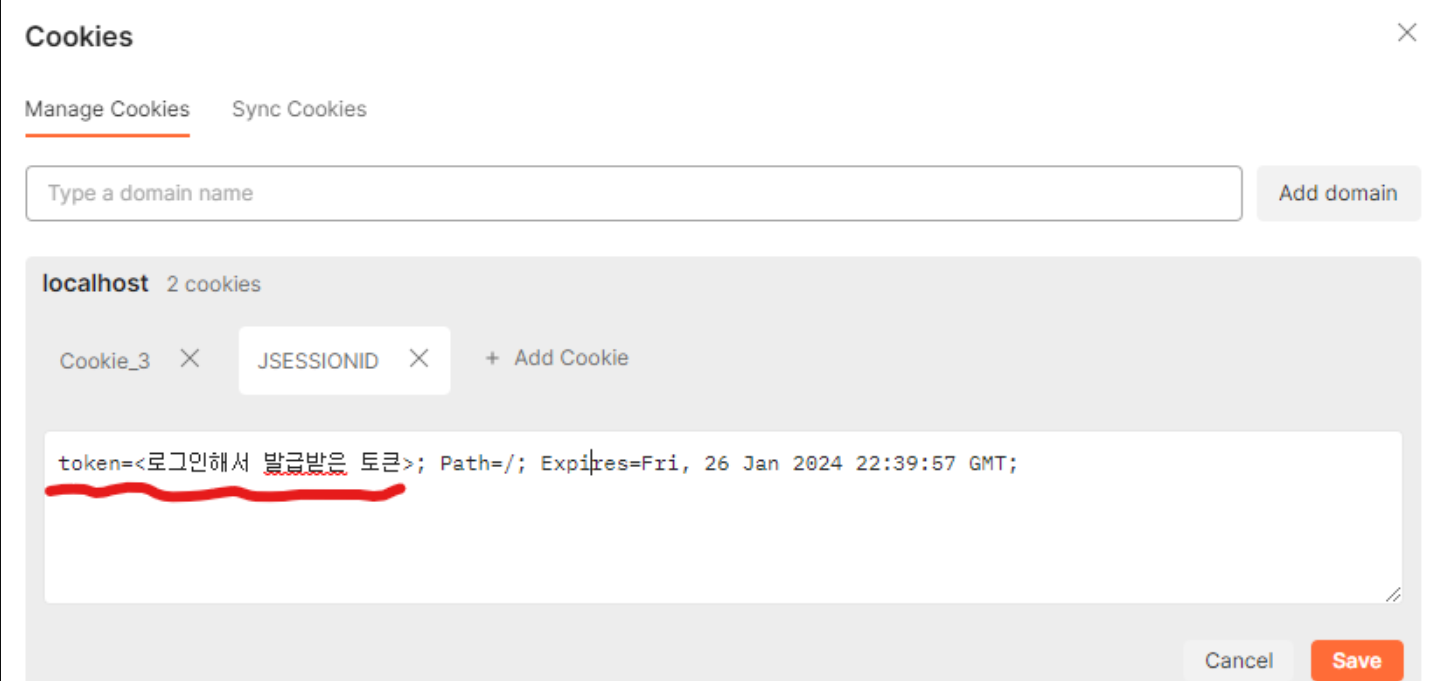 Cookies
Manage Cookies Sync Cookies
Type a domain name Add domain
localhost 2 cookies
Cookie_3 JSESSIONID + Add Cookie
token=<로그인해서 발급받은 토큰>; Path=/; Expires=Fri, 26 Jan 2024 22:39:57 GMT;
Cancel Save